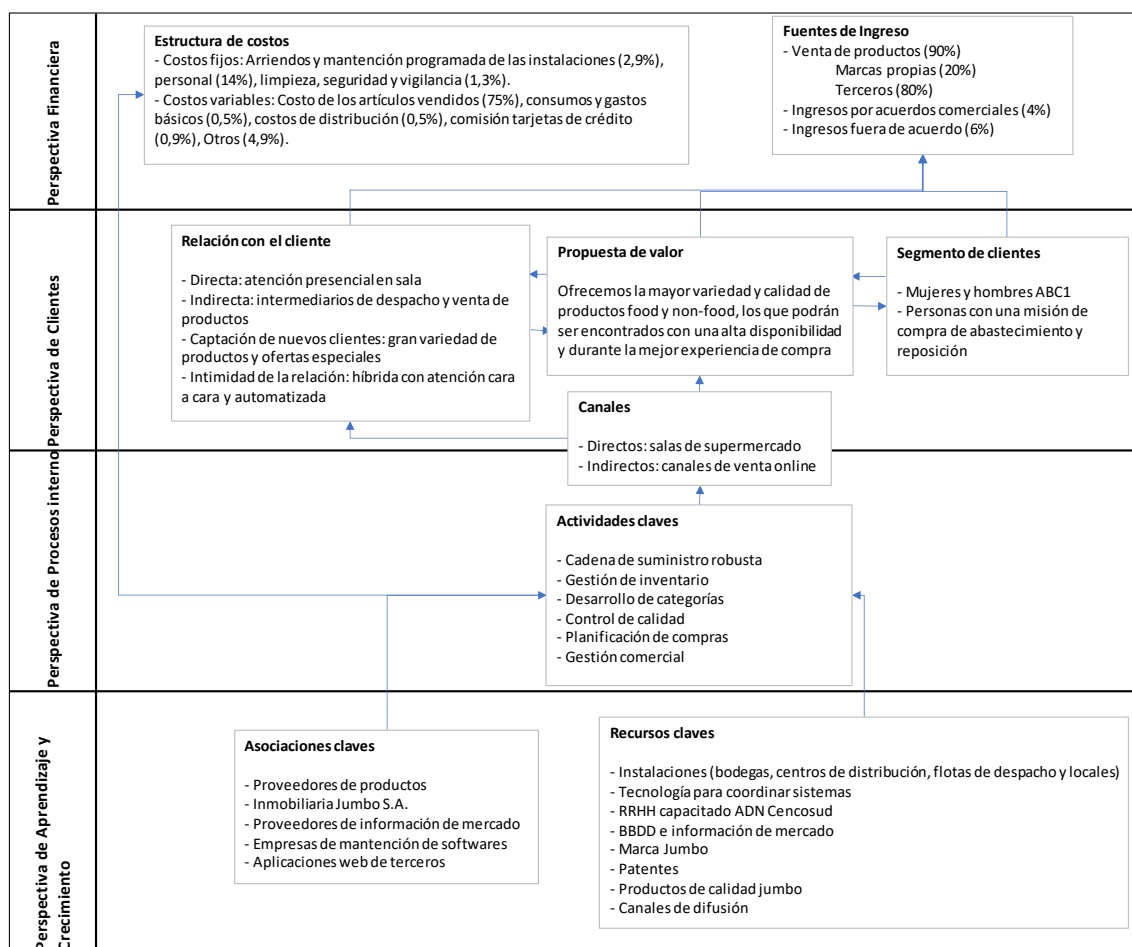 Perspectiva Financiera
Estructura de costos
- Costos fijos: Arriendos y mantención programada de las instalaciones (2,9%),
personal (14%), limpieza, seguridad y vigilancia (1,3%).
- Costos variables: Costo de los artículos vendidos (75%), consumos y gastos
básicos (0,5%), costos de distribución (0,5%), comisión tarjetas de crédito
(0,9%), Otros (4,9%).
Fuentes de Ingreso
- Venta de productos (90%)
Marcas propias (20%)
Terceros (80%)
- Ingresos por acuerdos comerciales (4%)
- Ingresos fuera de acuerdo (6%)
Perspectiva de Clientes
Relación con el cliente
- Directa: atención presencial en sala
- Indirecta: intermediarios de despacho y venta de
productos
- Captación de nuevos clientes: gran variedad de
productos y ofertas especiales
- Intimidad de la relación: híbrida con atención cara
a cara y automatizada
Propuesta de valor
Ofrecemos la mayor variedad y calidad de
productos food y non-food, los que podrán
ser encontrados con una alta disponibilidad
y durante la mejor experiencia de compra
Segmento de clientes
- Mujeres y hombres ABC1
- Personas con una misión de
compra de abastecimiento y
reposición
Canales
- Directos: salas de supermercado
- Indirectos: canales de venta online
Perspectiva de Procesos interno
Actividades claves
- Cadena de suministro robusta
- Gestión de inventario
- Desarrollo de categorías
- Control de calidad
- Planificación de compras
- Gestión comercial
Perspectiva de Aprendizaje y
Crecimiento
Asociaciones claves
- Proveedores de productos
- Inmobiliaria Jumbo S.A.
- Proveedores de información de mercado
- Empresas de mantención de softwares
- Aplicaciones web de terceros
Recursos claves
- Instalaciones (bodegas, centros de distribución, flotas de despacho y locales)
- Tecnología para coordinar sistemas
- RRHH capacitado ADN Cencosud
- BBDD e información de mercado
- Marca Jumbo
- Patentes
- Productos de calidad jumbo
- Canales de difusión